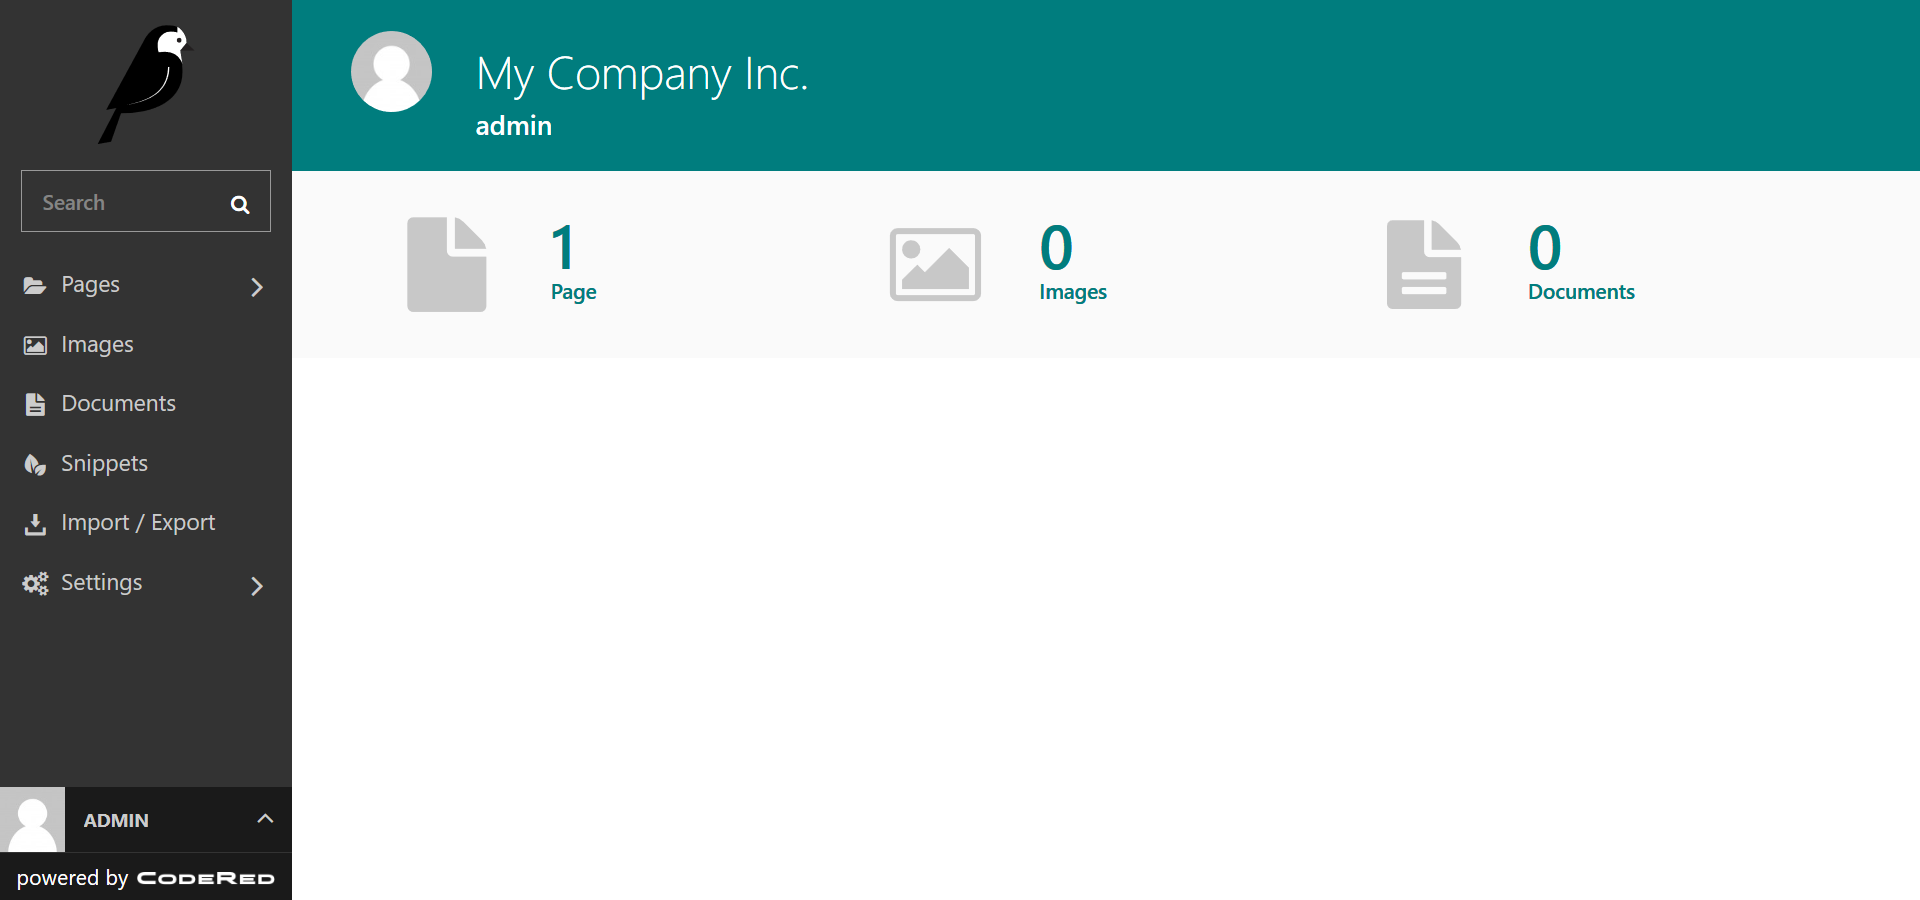 Search
Pages
Images
Documents
Snippets
Import / Export
Settings
ADMIN
powered by CODERED
My Company Inc.
admin
1
Page
0
Images
0
Documents